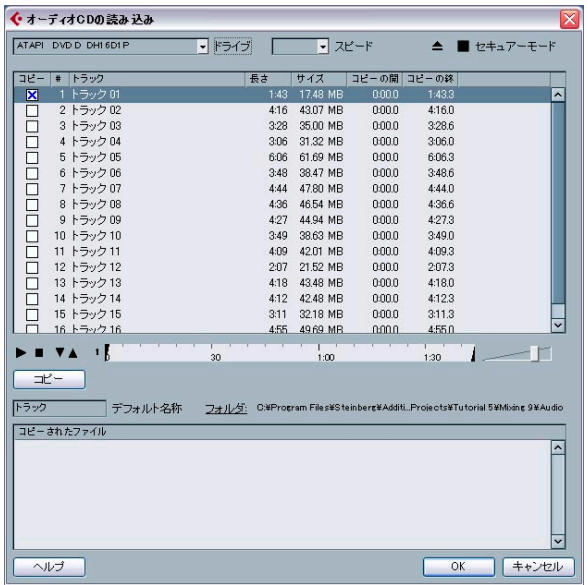 オーディオCDの読み込み
ATAPI DVD D DH16D1P ドライブ スピード セキュアーモード
コピー # トラック 長さ サイズ コピーの開 コピーの終
1 トラック 01 1:43 17.48 MB 0:00.0 1:43.3
2 トラック 02 4:16 43.07 MB 0:00.0 4:16.0
3 トラック 03 3:28 35.00 MB 0:00.0 3:28.6
4 トラック 04 3:06 31.32 MB 0:00.0 3:06.0
5 トラック 05 6:06 61.69 MB 0:00.0 6:06.3
6 トラック 06 3:48 38.47 MB 0:00.0 3:48.6
7 トラック 07 4:44 47.80 MB 0:00.0 4:44.0
8 トラック 08 4:36 46.54 MB 0:00.0 4:36.6
9 トラック 09 4:27 44.94 MB 0:00.0 4:27.3
10 トラック 10 3:49 38.63 MB 0:00.0 3:49.0
11 トラック 11 4:09 42.01 MB 0:00.0 4:09.3
12 トラック 12 2:07 21.52 MB 0:00.0 2:07.3
13 トラック 13 4:18 43.48 MB 0:00.0 4:18.0
14 トラック 14 4:12 42.48 MB 0:00.0 4:12.3
15 トラック 15 3:11 32.18 MB 0:00.0 3:11.3
16 トラック 16 4:55 49.69 MB 0:00.0 4:55.0
1 30 1:00 1:30
コピー
トラック デフォルト名称 フォルダ: C:¥Program Files¥Steinberg¥Additi...Projects¥Tutorial 5¥Mixing 9¥Audio
コピーされたファイル
ヘルプ OK キャンセル